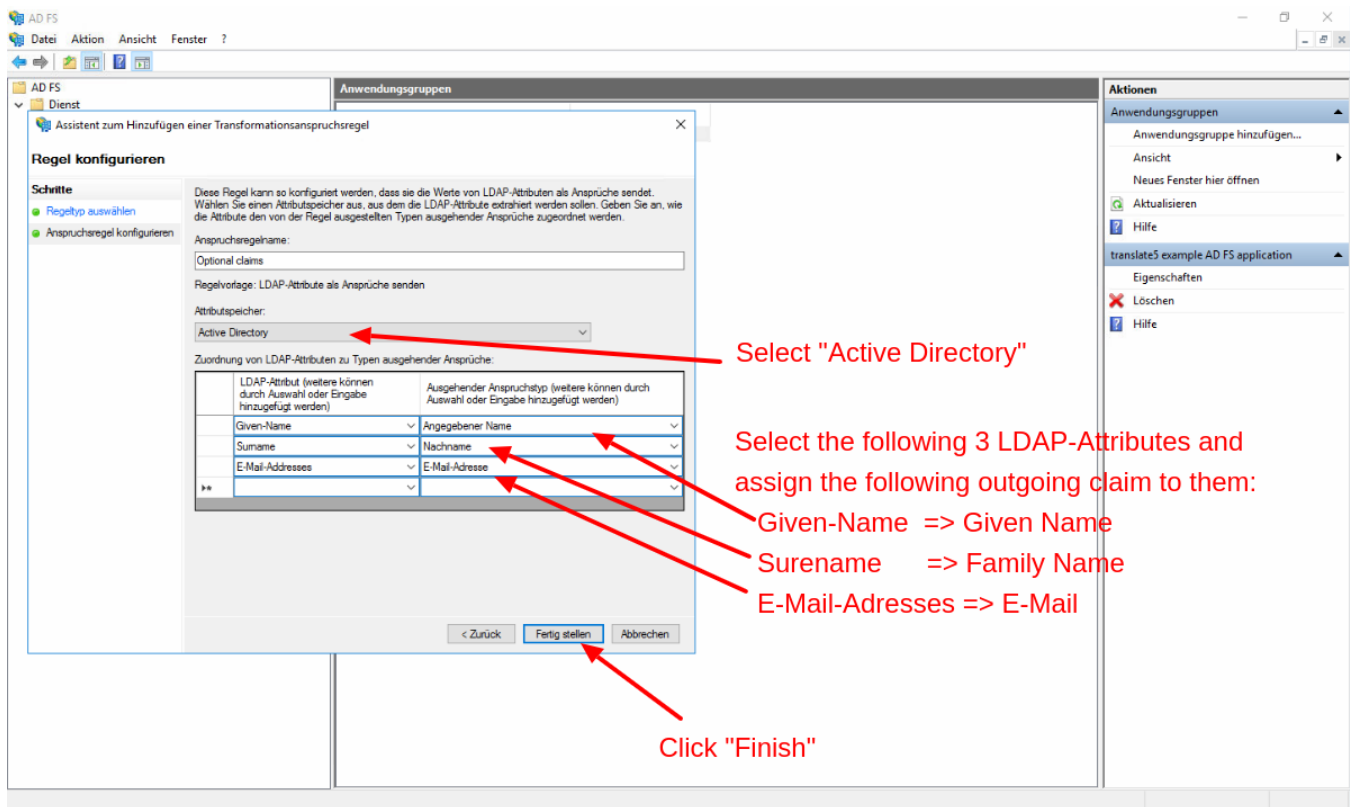 AD FS
Datei Aktion Ansicht Fenster ?
AD FS
Dienst
Anwendungsgruppen
Assistent zum Hinzufügen einer Transformationsanspruchsregel
Regel konfigurieren
Schritte
Regeltyp auswählen
Anspruchsregel konfigurieren
Diese Regel kann so konfiguriert werden, dass sie die Werte von LDAP-Attributen als Ansprüche sendet.
Wählen Sie einen Attributspeicher aus, aus dem die LDAP-Attribute extrahiert werden sollen. Geben Sie an, wie
die Attribute den von der Regel ausgestellten Typen ausgehender Ansprüche zugeordnet werden.
Anspruchsregelname:
Optional claims
Regelvorlage: LDAP-Attribute als Ansprüche senden
Attributspeicher:
Active Directory
Zuordnung von LDAP-Attributen zu Typen ausgehender Ansprüche:
LDAP-Attribut (weitere können
durch Auswahl oder Eingabe
hinzugefügt werden)
Ausgehender Anspruchstyp (weitere können durch
Auswahl oder Eingabe hinzugefügt werden)
Given-Name Angegebener Name
Surname Nachname
E-Mail-Addresses E-Mail-Adresse
< Zurück Fertig stellen Abbrechen
Select "Active Directory"
Select the following 3 LDAP-Attributes and
assign the following outgoing claim to them:
Given-Name => Given Name
Surename => Family Name
E-Mail-Adresses => E-Mail
Click "Finish"
Aktionen
Anwendungsgruppen
Anwendungsgruppe hinzufügen...
Ansicht
Neues Fenster hier öffnen
Aktualisieren
Hilfe
translate5 example AD FS application
Eigenschaften
Löschen
Hilfe